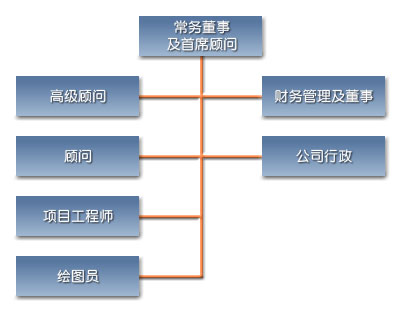 常务董事
及首席顾问
高级顾问
财务管理及董事
顾问
公司行政
项目工程师
绘图员